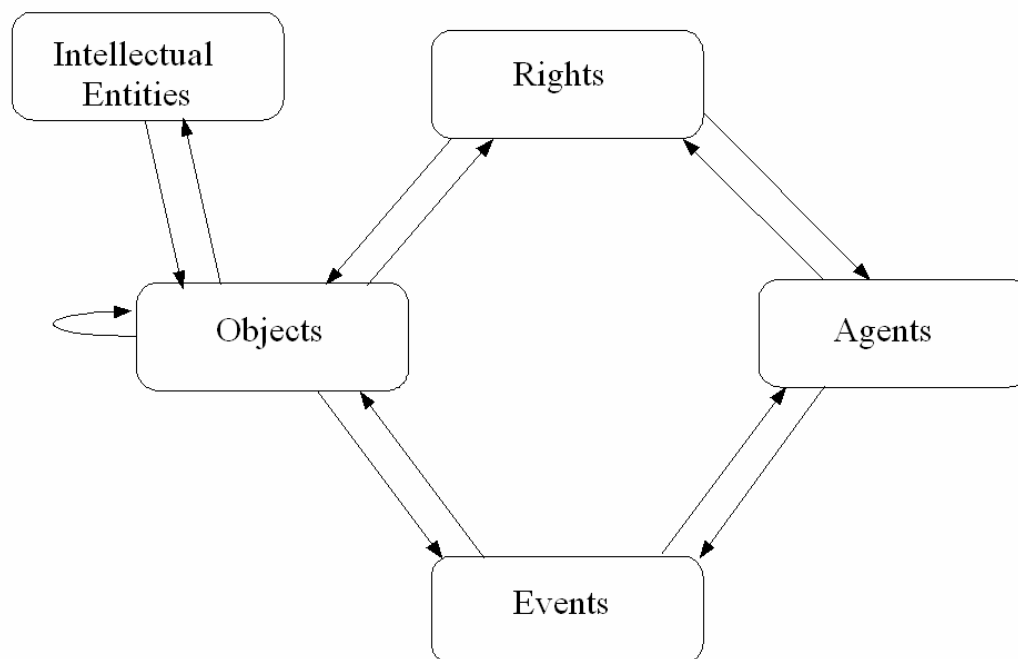 Intellectual
Entities
Rights
Objects
Agents
Events